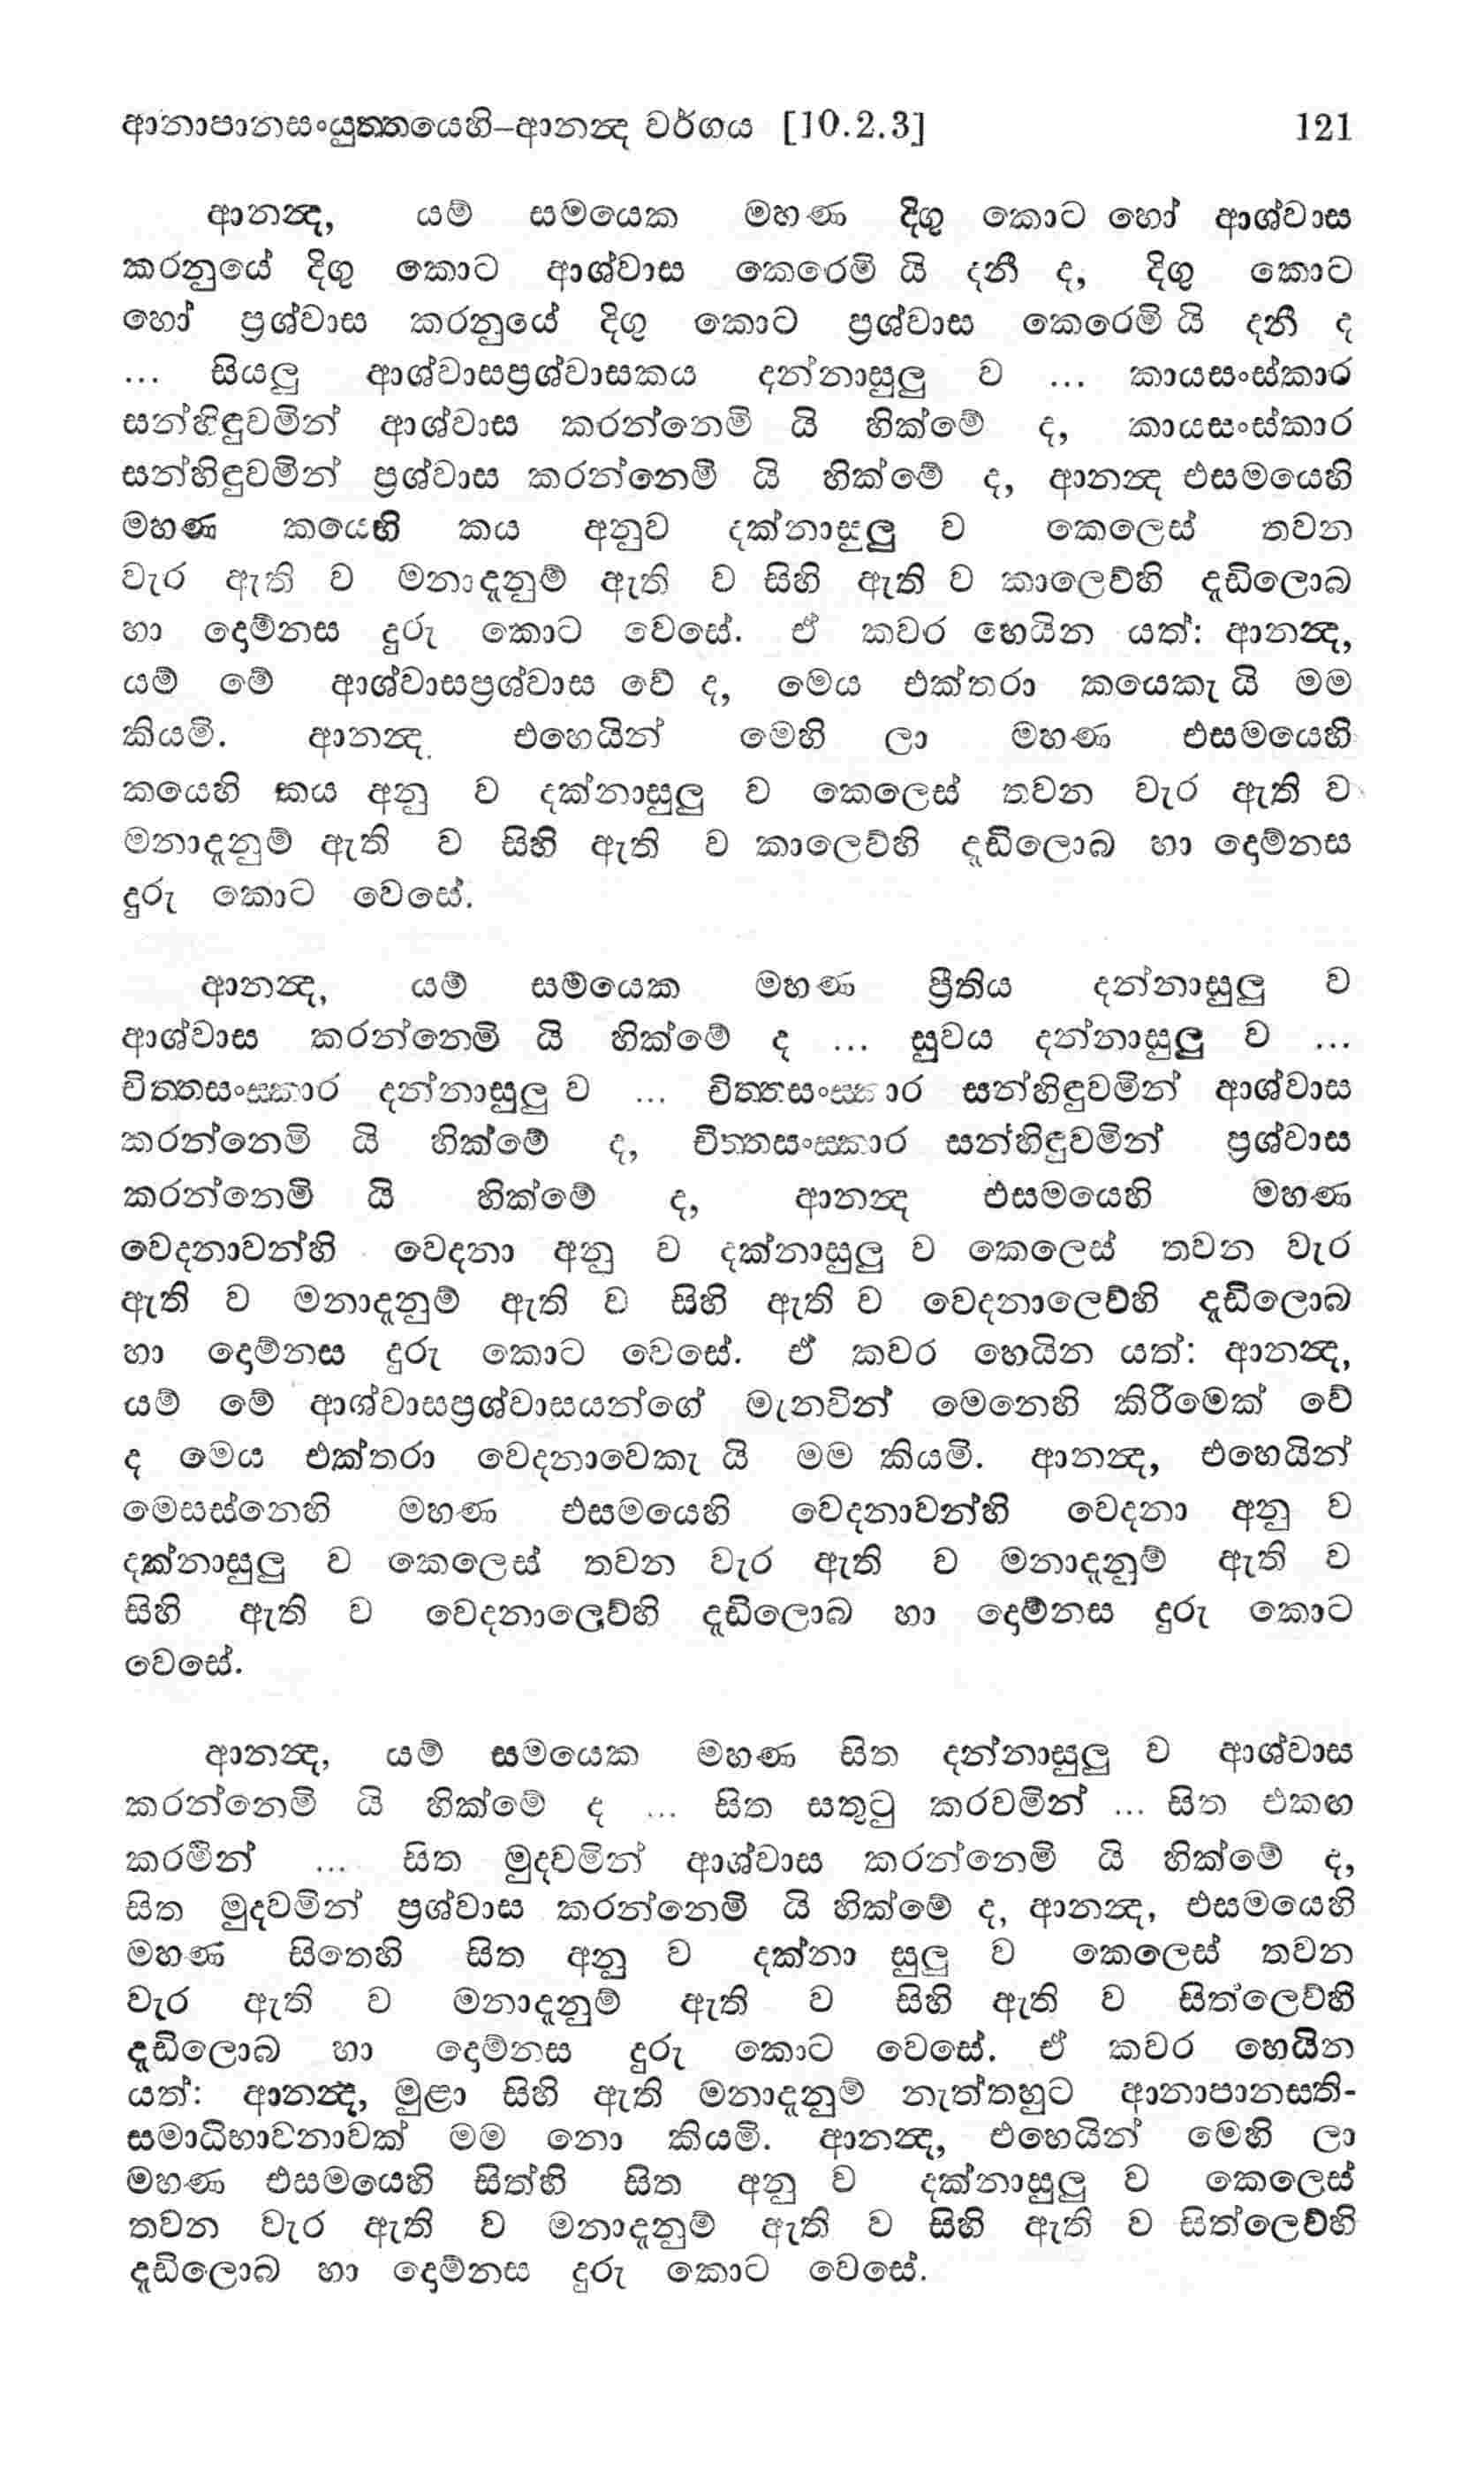 ආනාපානසංයුත්තයෙහි–ආනන්ද වර්ගය [10.2.3] 121
ආනන්ද, යම් සමයෙක මහණ දිගු කොට හෝ ආශ්වාස
කරනුයේ දිගු කොට ආශ්වාස කෙරෙමි යි දනී ද, දිගු කොට
හෝ ප්‍රශ්වාස කරනුයේ දිගු කොට ප්‍රශ්වාස කෙරෙමි යි දනී ද
... සියලු ආශ්වාසප්‍රශ්වාසකය දන්නාසුලු ව ... කායසංස්කාර
සන්හිඳුවමින් ආශ්වාස කරන්නෙමි යි හික්මේ ද, කායසංස්කාර
සන්හිඳුවමින් ප්‍රශ්වාස කරන්නෙමි යි හික්මේ ද, ආනන්ද එසමයෙහි
මහණ කයෙහි කය අනුව දක්නාසුලු ව කෙලෙස් තවන
වැර ඇති ව මනාදැනුම් ඇති ව සිහි ඇති ව කාලෙව්හි දැඩිලොබ
හා දොම්නස දුරු කොට වෙසේ. ඒ කවර හෙයින යත්: ආනන්ද,
යම් මේ ආශ්වාසප්‍රශ්වාස වේ ද, මෙය එක්තරා කයෙකැ යි මම
කියමි. ආනන්ද, එහෙයින් මෙහි ලා මහණ එසමයෙහි
කයෙහි කය අනු ව දක්නාසුලු ව කෙලෙස් තවන වැර ඇති ව
මනාදැනුම් ඇති ව සිහි ඇති ව කාලෙව්හි දැඩිලොබ හා දොම්නස
දුරු කොට වෙසේ.
ආනන්ද, යම් සමයෙක මහණ ප්‍රීතිය දන්නාසුලු ව
ආශ්වාස කරන්නෙමි යි හික්මේ ද ... සුවය දන්නාසුලු ව ...
චිත්තසංස්කාර දන්නාසුලු ව ... චිත්තසංස්කාර සන්හිඳුවමින් ආශ්වාස
කරන්නෙමි යි හික්මේ ද, චිත්තසංස්කාර සන්හිඳුවමින් ප්‍රශ්වාස
කරන්නෙමි යි හික්මේ ද, ආනන්ද එසමයෙහි මහණ
වෙදනාවන්හි වෙදනා අනු ව දක්නාසුලු ව කෙලෙස් තවන වැර
ඇති ව මනාදැනුම් ඇති ව සිහි ඇති ව වෙදනාලෙව්හි දැඩිලොබ
හා දොම්නස දුරු කොට වෙසේ. ඒ කවර හෙයින යත්: ආනන්ද,
යම් මේ ආශ්වාසප්‍රශ්වාසයන්ගේ මැනවින් මෙනෙහි කිරීමෙක් වේ
ද මෙය එක්තරා වෙදනාවෙකැ යි මම කියමි. ආනන්ද, එහෙයින්
මෙසස්නෙහි මහණ එසමයෙහි වෙදනාවන්හි වෙදනා අනු ව
දක්නාසුලු ව කෙලෙස් තවන වැර ඇති ව මනාදැනුම් ඇති ව
සිහි ඇති ව වෙදනාලෙව්හි දැඩිලොබ හා දොම්නස දුරු කොට
වෙසේ.
ආනන්ද, යම් සමයෙක මහණ සිත දන්නාසුලු ව ආශ්වාස
කරන්නෙමි යි හික්මේ ද ... සිත සතුටු කරවමින් ... සිත එකඟ
කරමින් ... සිත මුදවමින් ආශ්වාස කරන්නෙමි යි හික්මේ ද,
සිත මුදවමින් ප්‍රශ්වාස කරන්නෙමි යි හික්මේ ද, ආනන්ද, එසමයෙහි
මහණ සිතෙහි සිත අනු ව දක්නා සුලු ව කෙලෙස් තවන
වැර ඇති ව මනාදැනුම් ඇති ව සිහි ඇති ව සිත්ලෙව්හි
දැඩිලොබ හා දොම්නස දුරු කොට වෙසේ. ඒ කවර හෙයින
යත්: ආනන්ද, මුළා සිහි ඇති මනාදැනුම් නැත්තහුට ආනාපානසති-
සමාධිභාවනාවක් මම නො කියමි. ආනන්ද, එහෙයින් මෙහි ලා
මහණ එසමයෙහි සිත්හි සිත අනු ව දක්නාසුලු ව කෙලෙස්
තවන වැර ඇති ව මනාදැනුම් ඇති ව සිහි ඇති ව සිත්ලෙව්හි
දැඩිලොබ හා දොම්නස දුරු කොට වෙසේ.